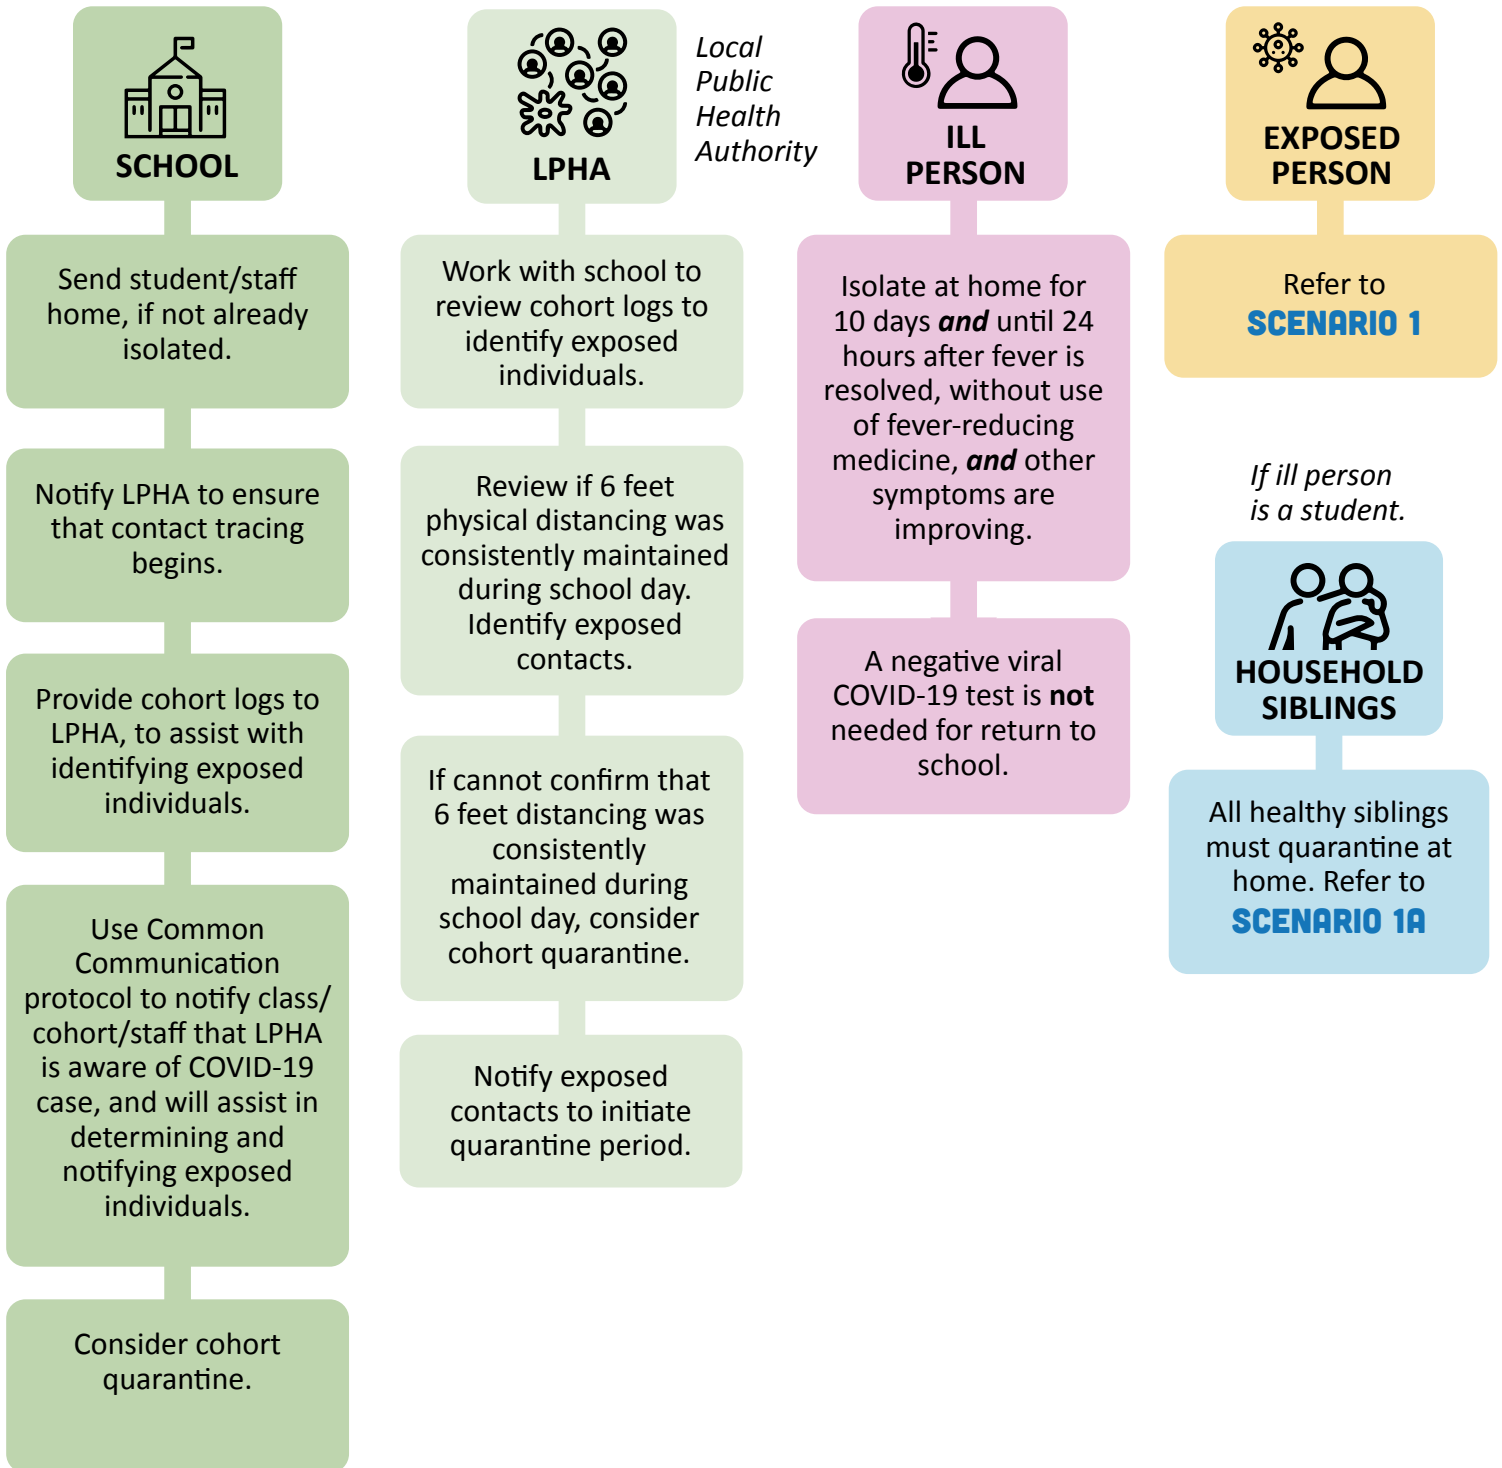 SCHOOL
Send student/staff
home, if not already
isolated.
Notify LPHA to ensure
that contact tracing
begins.
Provide cohort logs to
LPHA, to assist with
identifying exposed
individuals.
Use Common
Communication
protocol to notify class/
cohort/staff that LPHA
is aware of COVID-19
case, and will assist in
determining and
notifying exposed
individuals.
Consider cohort
quarantine.
LPHA
Local
Public
Health
Authority
Work with school to
review cohort logs to
identify exposed
individuals.
Review if 6 feet
physical distancing was
consistently maintained
during school day.
Identify exposed
contacts.
If cannot confirm that
6 feet distancing was
consistently
maintained during
school day, consider
cohort quarantine.
Notify exposed
contacts to initiate
quarantine period.
ILL
PERSON
Isolate at home for
10 days and until 24
hours after fever is
resolved, without use
of fever-reducing
medicine, and other
symptoms are
improving.
A negative viral
COVID-19 test is not
needed for return to
school.
EXPOSED
PERSON
Refer to
SCENARIO 1
If ill person
is a student.
HOUSEHOLD
SIBLINGS
All healthy siblings
must quarantine at
home. Refer to
SCENARIO 1A